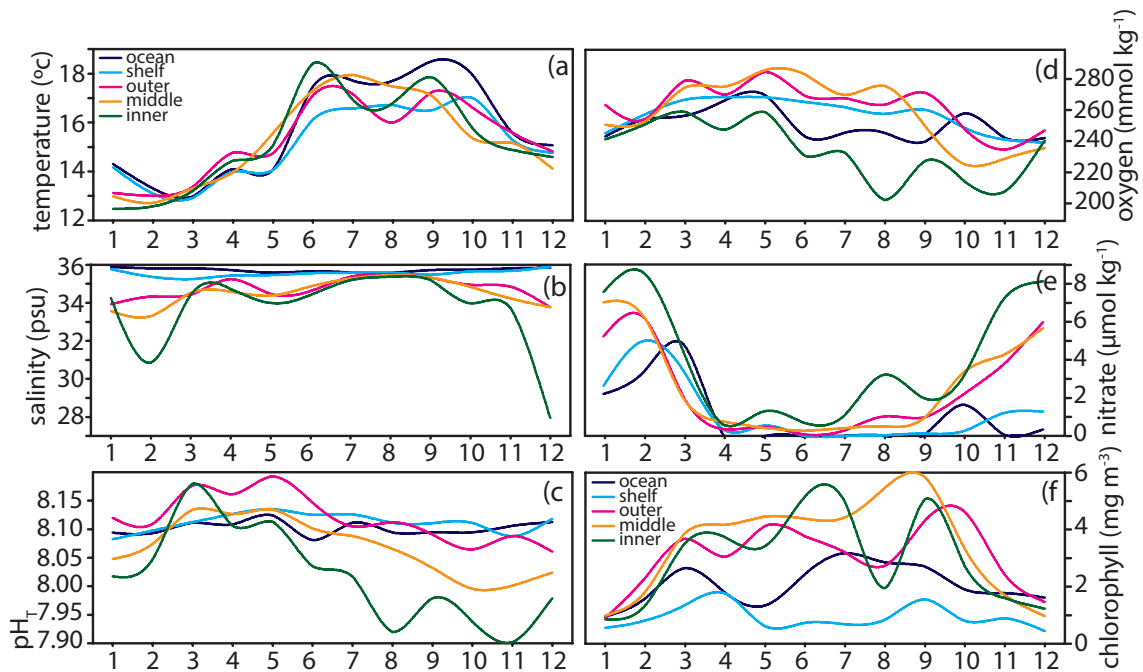 temperature (ºc)
18
16
14
12
ocean
shelf
outer
middle
inner
(a)
1 2 3 4 5 6 7 8 9 10 11 12
oxygen (mmol kg⁻¹)
280
260
240
220
200
(d)
1 2 3 4 5 6 7 8 9 10 11 12
salinity (psu)
36
34
32
30
28
(b)
1 2 3 4 5 6 7 8 9 10 11 12
nitrate (µmol kg⁻¹)
8
6
4
2
0
(e)
1 2 3 4 5 6 7 8 9 10 11 12
pHT
8.15
8.10
8.05
8.00
7.95
7.90
(c)
1 2 3 4 5 6 7 8 9 10 11 12
chlorophyll (mg m⁻³)
6
4
2
0
ocean
shelf
outer
middle
inner
(f)
1 2 3 4 5 6 7 8 9 10 11 12